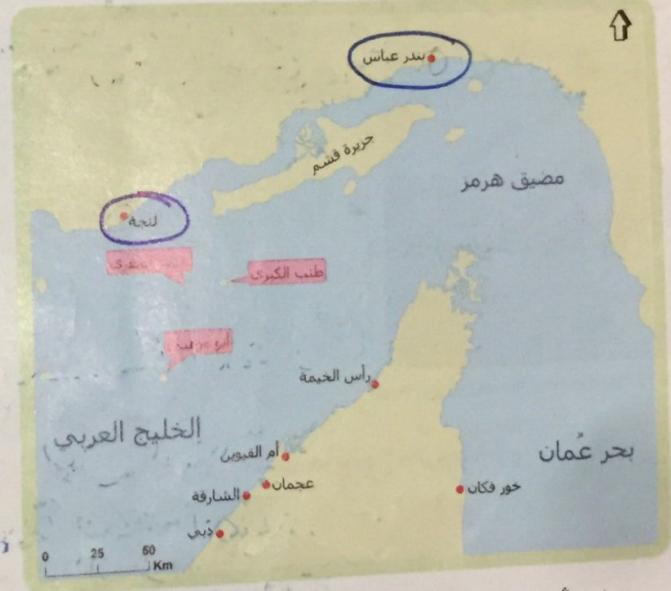 بندر عباس
جزيرة قشم
مضيق هرمز
لنجة
طنب الكبرى
رأس الخيمة
الخليج العربي
أم القيوين
بحر عُمان
عجمان
الشارقة
خور فكان
دبي
0 25 50
Km